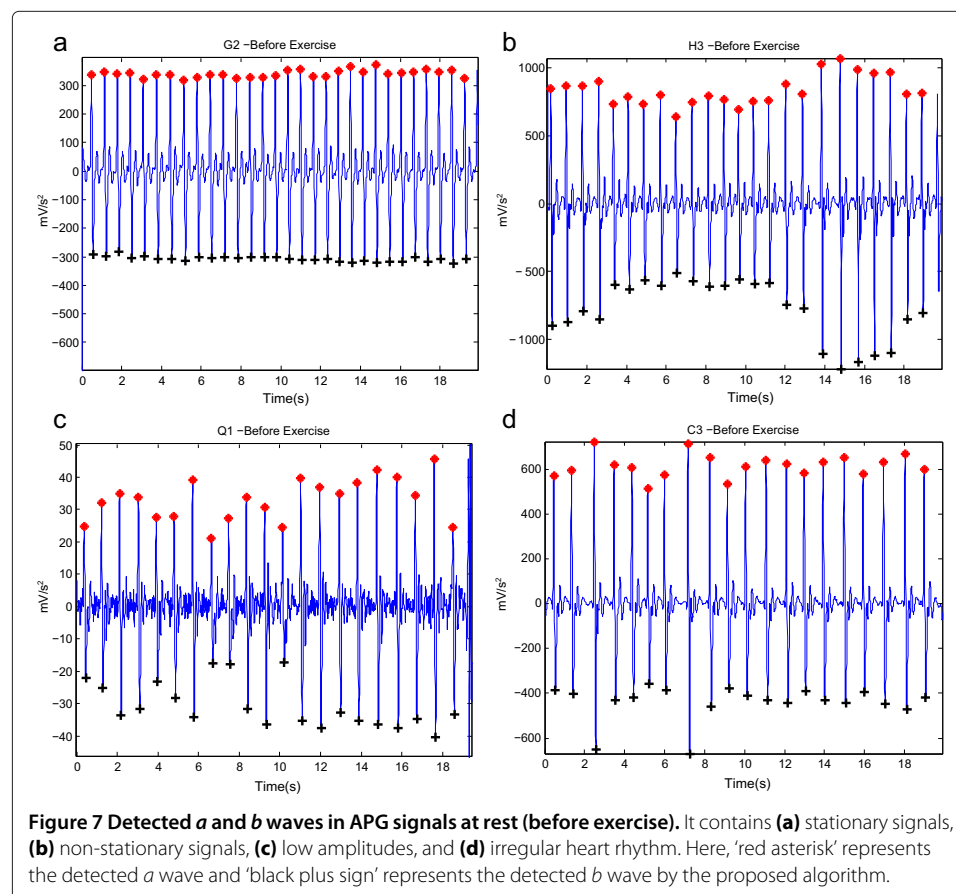 a
G2 −Before Exercise
300
200
100
0
−100
−200
−300
−400
−500
−600
mV/s2
0 2 4 6 8 10 12 14 16 18
Time(s)
b
H3−Before Exercise
1000
500
0
−500
−1000
mV/s2
0 2 4 6 8 10 12 14 16 18
Time(s)
c
Q1 −Before Exercise
50
40
30
20
10
0
−10
−20
−30
−40
mV/s2
0 2 4 6 8 10 12 14 16 18
Time(s)
d
C3 −Before Exercise
600
400
200
0
−200
−400
−600
mV/s2
0 2 4 6 8 10 12 14 16 18
Time(s)
Figure 7 Detected a and b waves in APG signals at rest (before exercise). It contains (a) stationary signals,
(b) non-stationary signals, (c) low amplitudes, and (d) irregular heart rhythm. Here, ‘red asterisk’ represents
the detected a wave and ‘black plus sign’ represents the detected b wave by the proposed algorithm.